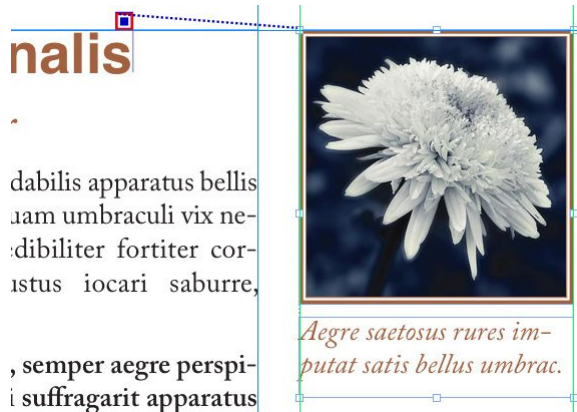 nalis
r
dabilis apparatus bellis
uam umbraculi vix ne-
dibiliter fortiter cor-
ustus iocari saburre,
, semper aegre perspi-
i suffragarit apparatus
Aegre saetosus rures im-
putat satis bellus umbrac.